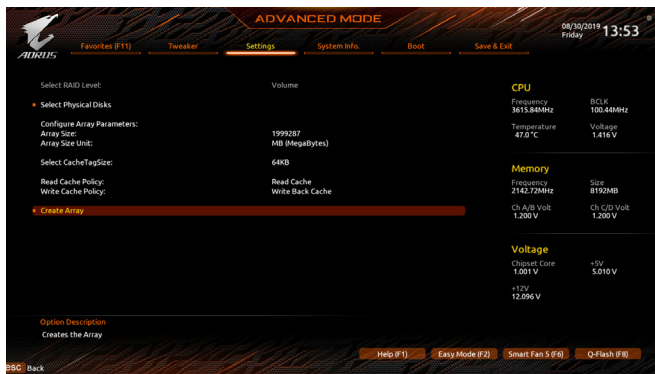 ADVANCED MODE
08/30/2019 13:53
Friday
AORUS
Favorites (F11) Tweaker Settings System Info. Boot Save & Exit
Select RAID Level: Volume
Select Physical Disks
Configure Array Parameters:
Array Size: 1999287
Array Size Unit: MB (MegaBytes)
Select CacheTagSize: 64KB
Read Cache Policy: Read Cache
Write Cache Policy: Write Back Cache
Create Array
CPU
Frequency BCLK
3615.84MHz 100.44MHz
Temperature Voltage
47.0°C 1.416 V
Memory
Frequency Size
2142.72MHz 8192MB
Ch A/B Volt Ch C/D Volt
1.200 V 1.200 V
Voltage
Chipset Core +5V
1.001 V 5.010 V
+12V
12.096 V
Option Description
Creates the Array
Help (F1) Easy Mode (F2) Smart Fan 5 (F6) Q-Flash (F8)
esc Back